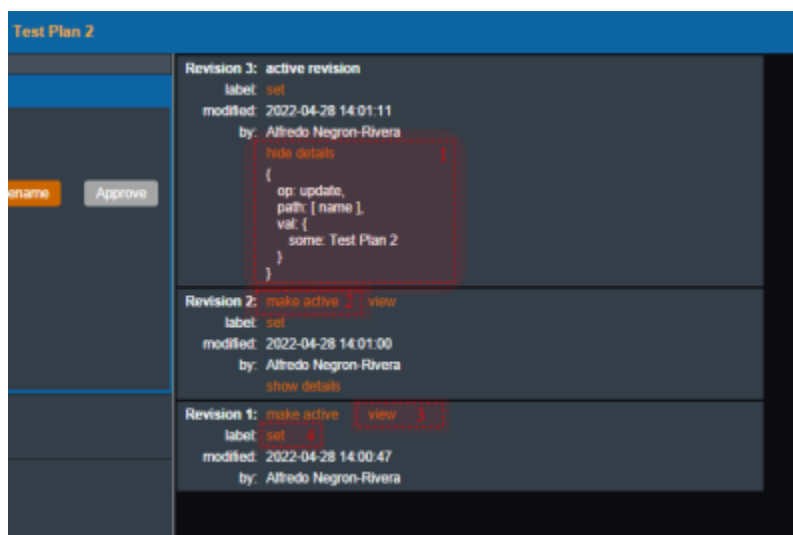 Test Plan 2
Revision 3: active revision
label: set
modified: 2022-04-28 14:01:11
by: Alfredo Negron-Rivera
hide details 1
{
op: update,
path: [ name ],
val: {
some: Test Plan 2
}
}
ename Approve
Revision 2: make active 2 view
label: set
modified: 2022-04-28 14:01:00
by: Alfredo Negron-Rivera
show details
Revision 1: make active view 3
label: set 4
modified: 2022-04-28 14:00:47
by: Alfredo Negron-Rivera